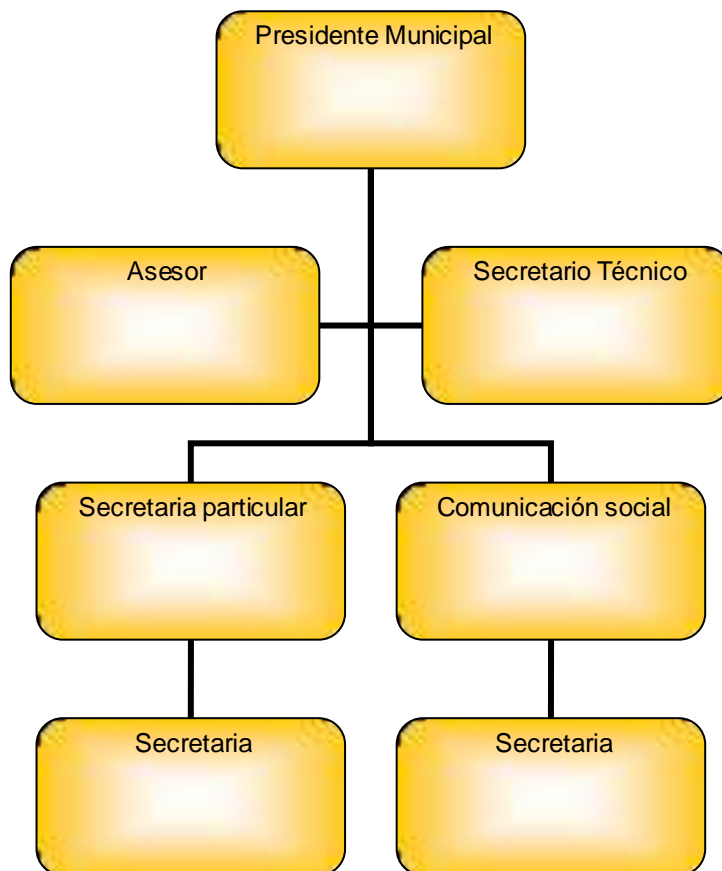 Presidente Municipal
Asesor
Secretario Técnico
Secretaria particular
Comunicación social
Secretaria
Secretaria